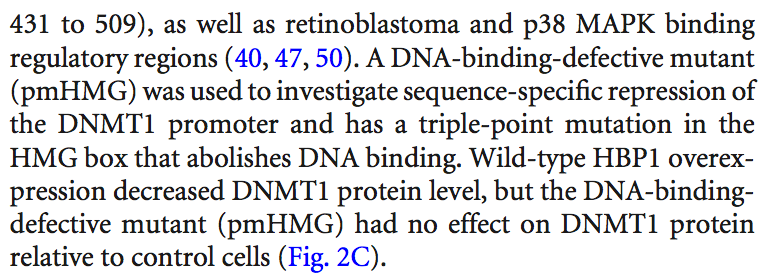 431 to 509), as well as retinoblastoma and p38 MAPK binding
regulatory regions (40, 47, 50). A DNA-binding-defective mutant
(pmHMG) was used to investigate sequence-specific repression of
the DNMT1 promoter and has a triple-point mutation in the
HMG box that abolishes DNA binding. Wild-type HBP1 overex-
pression decreased DNMT1 protein level, but the DNA-binding-
defective mutant (pmHMG) had no effect on DNMT1 protein
relative to control cells (Fig. 2C).